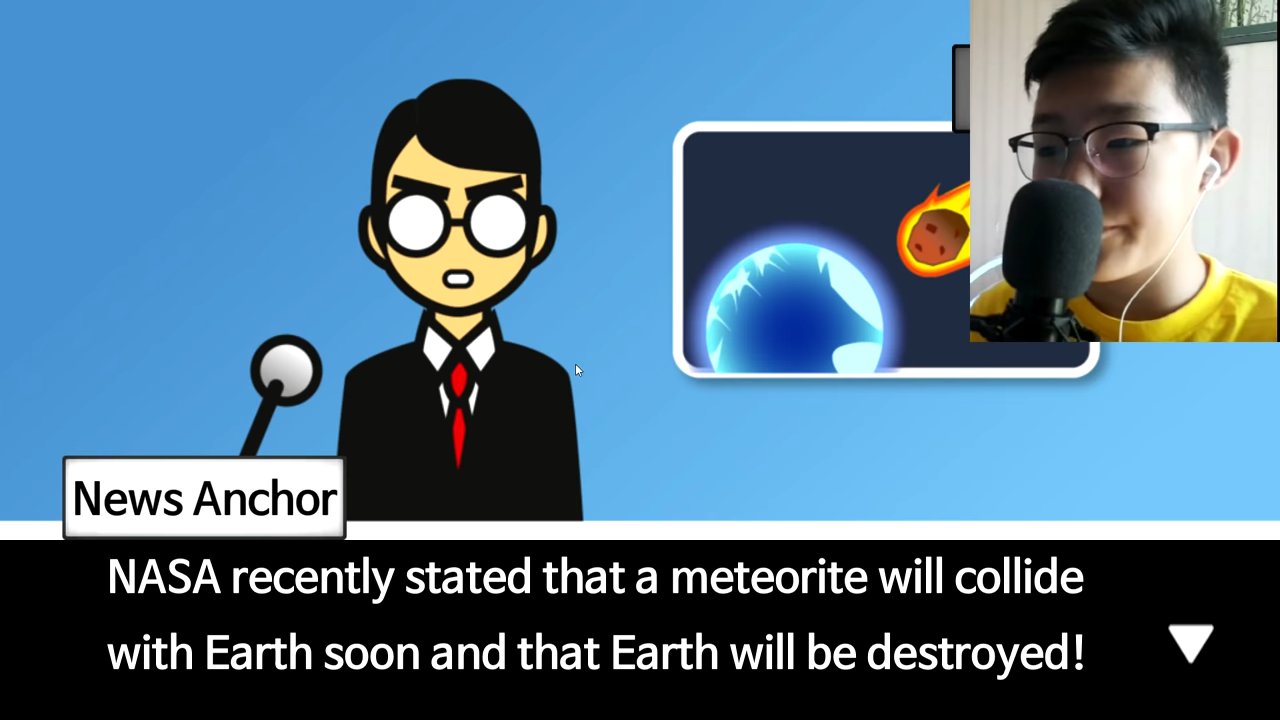 News Anchor
NASA recently stated that a meteorite will collide
with Earth soon and that Earth will be destroyed!